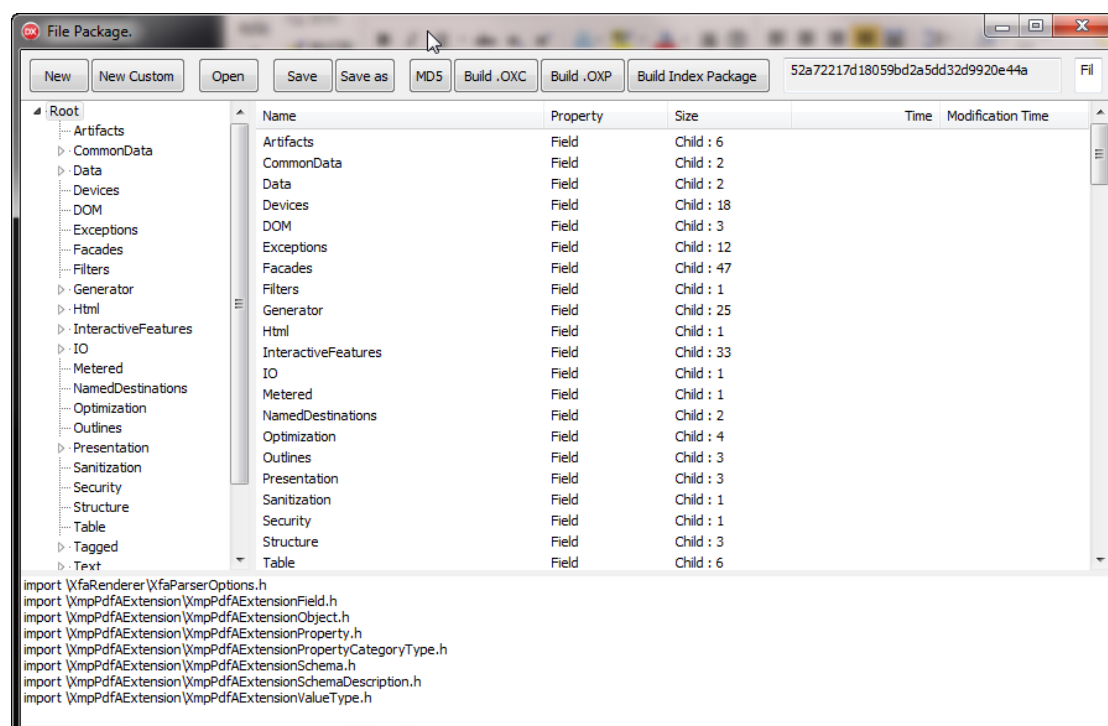 DX File Package.
New New Custom Open Save Save as MD5 Build .OXC Build .OXP Build Index Package 52a72217d18059bd2a5dd32d9920e44a Fil
Root
Artifacts
CommonData
Data
Devices
DOM
Exceptions
Facades
Filters
Generator
Html
InteractiveFeatures
IO
Metered
NamedDestinations
Optimization
Outlines
Presentation
Sanitization
Security
Structure
Table
Tagged
Text
Name Property Size Time Modification Time
Artifacts Field Child : 6
CommonData Field Child : 2
Data Field Child : 2
Devices Field Child : 18
DOM Field Child : 3
Exceptions Field Child : 12
Facades Field Child : 47
Filters Field Child : 1
Generator Field Child : 25
Html Field Child : 1
InteractiveFeatures Field Child : 33
IO Field Child : 1
Metered Field Child : 1
NamedDestinations Field Child : 2
Optimization Field Child : 4
Outlines Field Child : 3
Presentation Field Child : 3
Sanitization Field Child : 1
Security Field Child : 1
Structure Field Child : 3
Table Field Child : 6
import \XfaRenderer\XfaParserOptions.h
import \XmpPdfAExtension\XmpPdfAExtensionField.h
import \XmpPdfAExtension\XmpPdfAExtensionObject.h
import \XmpPdfAExtension\XmpPdfAExtensionProperty.h
import \XmpPdfAExtension\XmpPdfAExtensionPropertyCategoryType.h
import \XmpPdfAExtension\XmpPdfAExtensionSchema.h
import \XmpPdfAExtension\XmpPdfAExtensionSchemaDescription.h
import \XmpPdfAExtension\XmpPdfAExtensionValueType.h